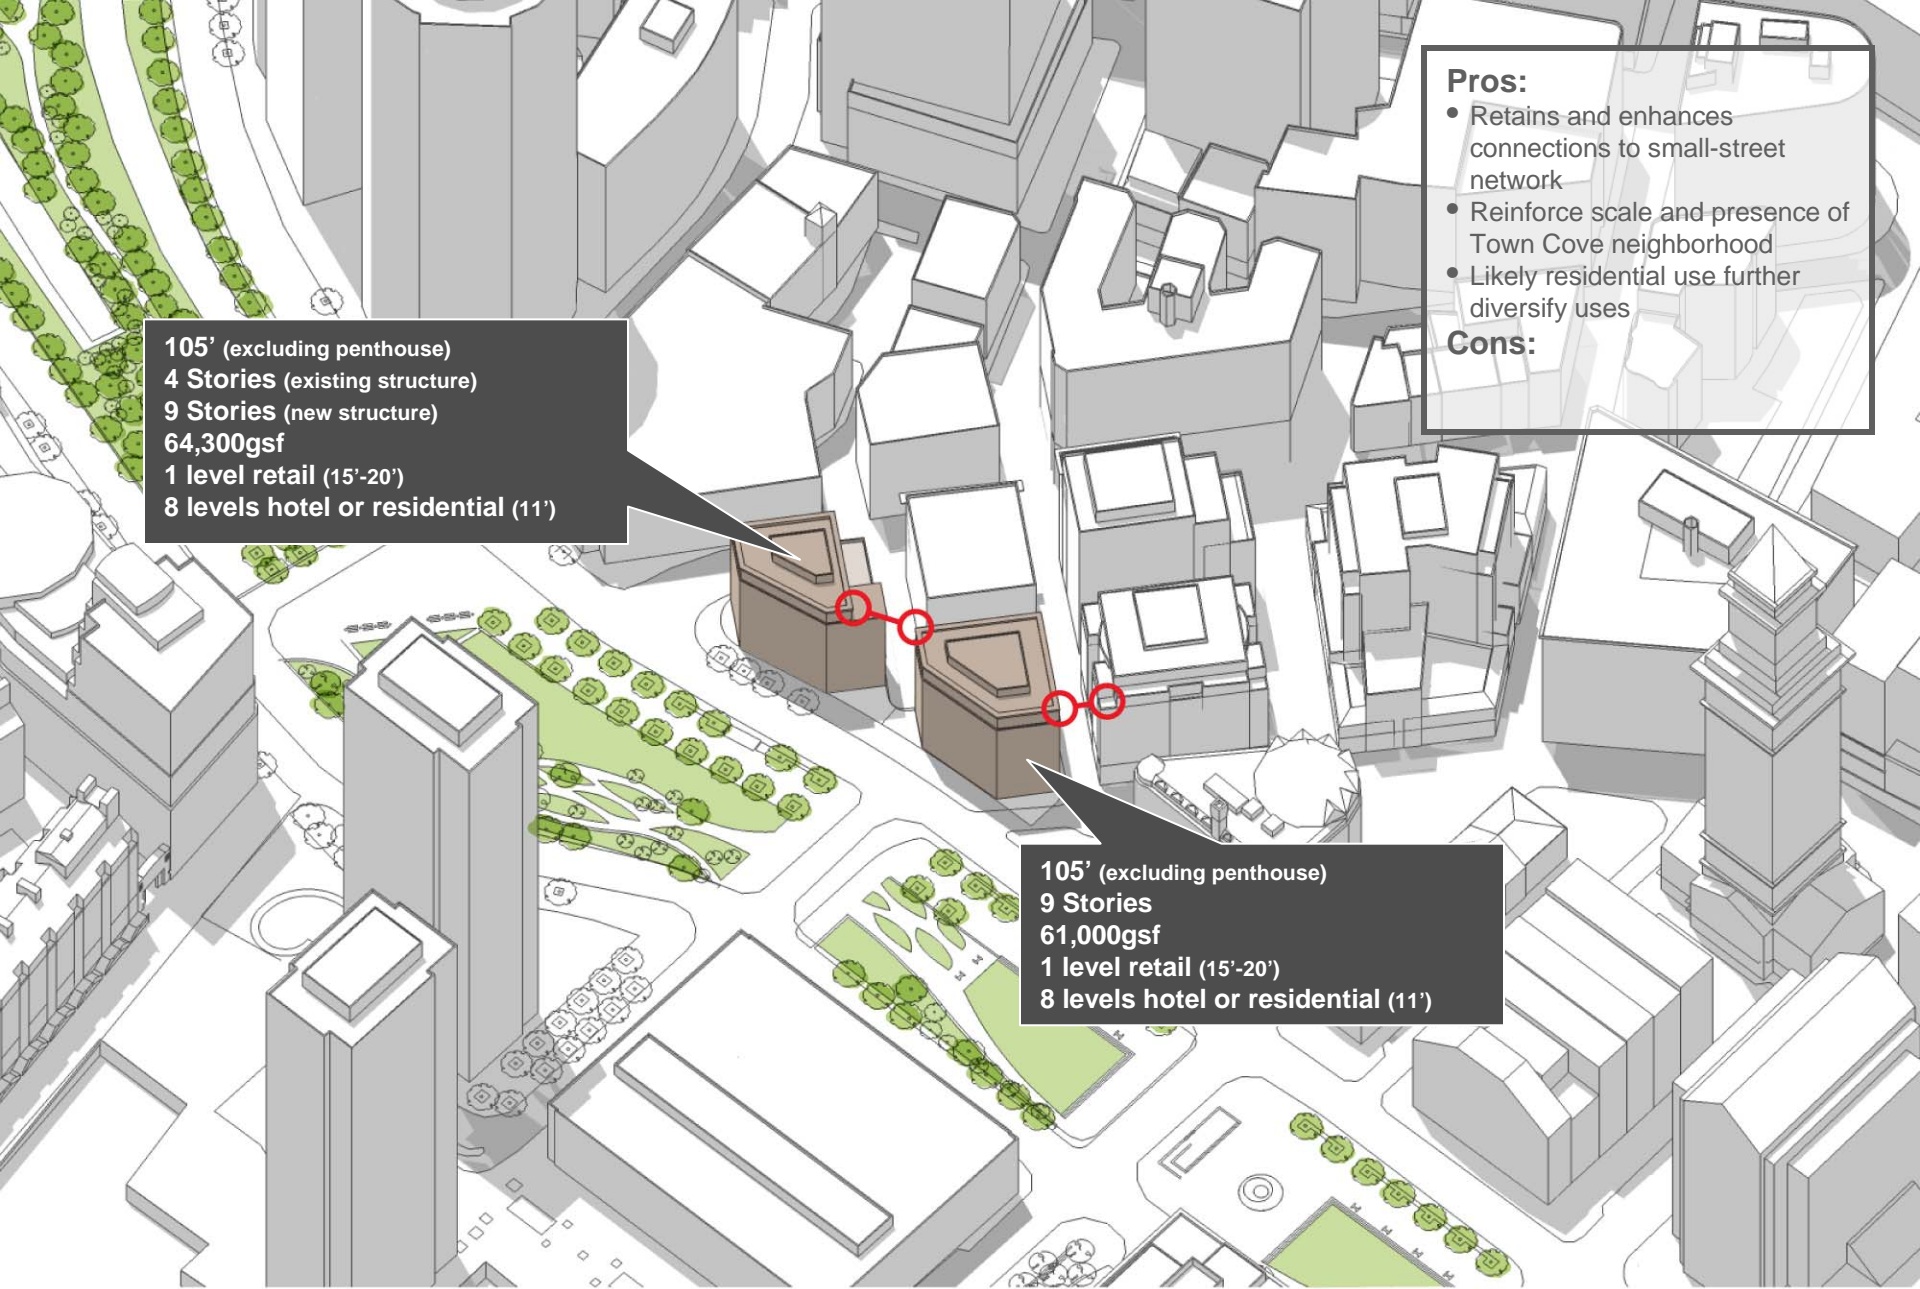 Pros:
• Retains and enhances
connections to small-street
network
• Reinforce scale and presence of
Town Cove neighborhood
• Likely residential use further
diversify uses
Cons:
105’ (excluding penthouse)
4 Stories (existing structure)
9 Stories (new structure)
64,300gsf
1 level retail (15’-20’)
8 levels hotel or residential (11’)
105’ (excluding penthouse)
9 Stories
61,000gsf
1 level retail (15’-20’)
8 levels hotel or residential (11’)